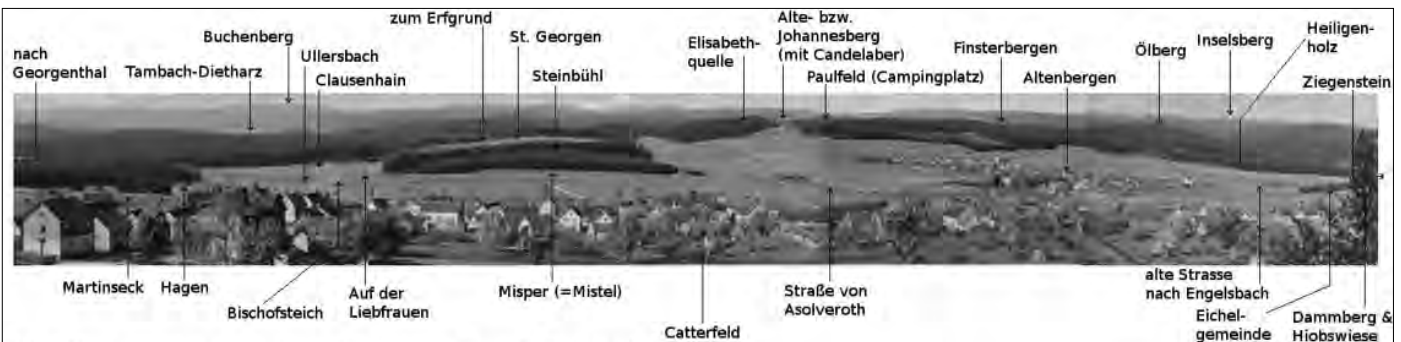 nach
Georgenthal
Tambach-Dietharz
Buchenberg
Ullersbach
Clausenhain
zum Erfgrund
St. Georgen
Steinbühl
Elisabeth-
quelle
Alte- bzw.
Johannesberg
(mit Candelaber)
Paulfeld (Campingplatz)
Finsterbergen
Altenbergen
Ölberg
Inselsberg
Heiligen-
holz
Ziegenstein
Martinseck
Hagen
Bischofsteich
Auf der
Liebfrauen
Misper (=Mistel)
Catterfeld
Straße von
Asolveroth
alte Strasse
nach Engelsbach
Eichel-
gemeinde
Dammberg &
Hiobswiese